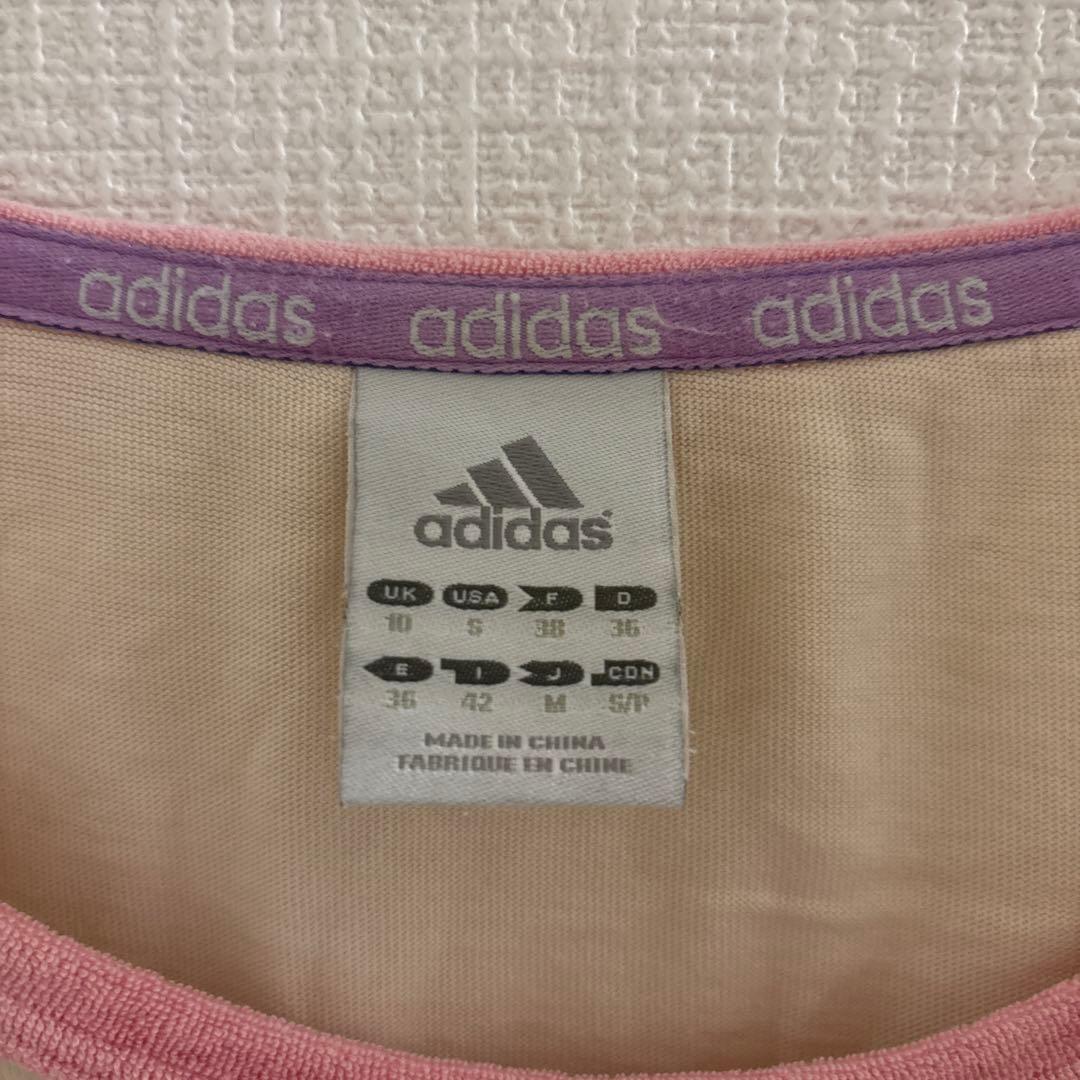 adidas adidas adidas
adidas
UK USA F D
10 S 38 36
E I J CDN
36 42 M S/P
MADE IN CHINA
FABRIQUE EN CHINE